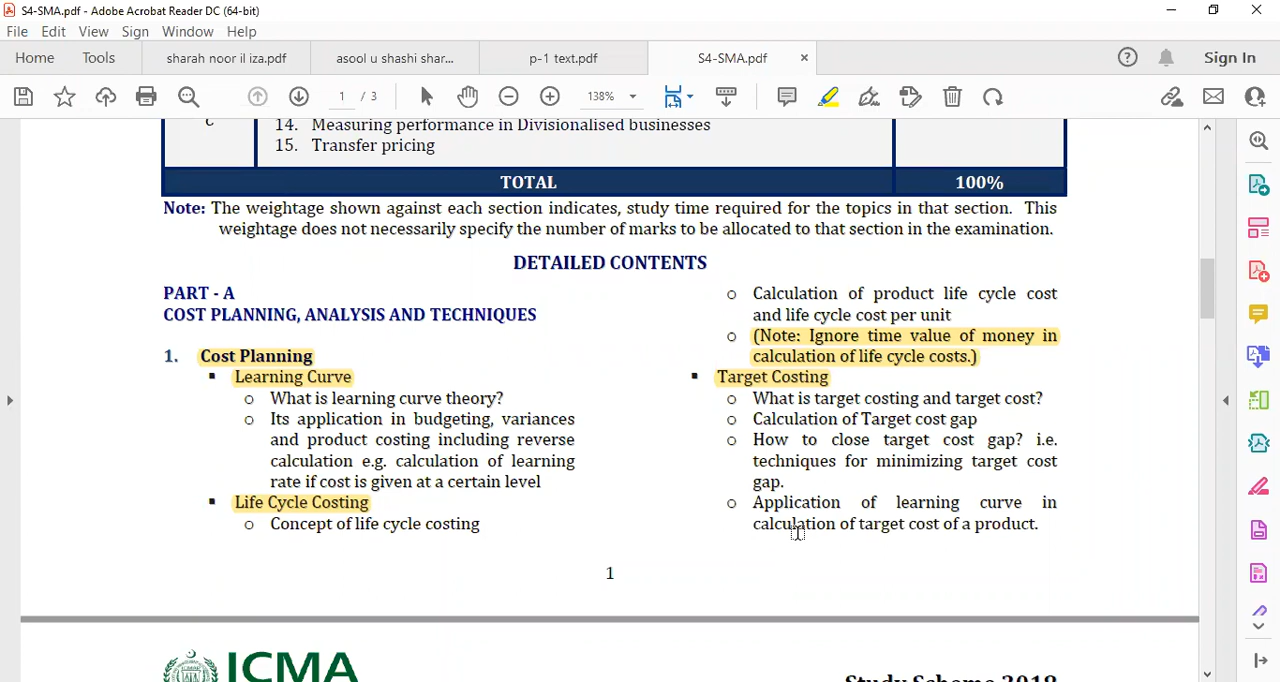 S4-SMA.pdf - Adobe Acrobat Reader DC (64-bit)
File Edit View Sign Window Help
Home Tools sharah noor il iza.pdf asool u shashi shar... p-1 text.pdf S4-SMA.pdf × Sign In
1 / 3 138%
C
14. Measuring performance in Divisionalised businesses
15. Transfer pricing
TOTAL 100%
Note: The weightage shown against each section indicates, study time required for the topics in that section. This
weightage does not necessarily specify the number of marks to be allocated to that section in the examination.
DETAILED CONTENTS
PART - A
COST PLANNING, ANALYSIS AND TECHNIQUES
1. Cost Planning
▪ Learning Curve
o What is learning curve theory?
o Its application in budgeting, variances
and product costing including reverse
calculation e.g. calculation of learning
rate if cost is given at a certain level
▪ Life Cycle Costing
o Concept of life cycle costing
o Calculation of product life cycle cost
and life cycle cost per unit
o (Note: Ignore time value of money in
calculation of life cycle costs.)
▪ Target Costing
o What is target costing and target cost?
o Calculation of Target cost gap
o How to close target cost gap? i.e.
techniques for minimizing target cost
gap.
o Application of learning curve in
calculation of target cost of a product.
1
ICMA
Study Scheme 2018